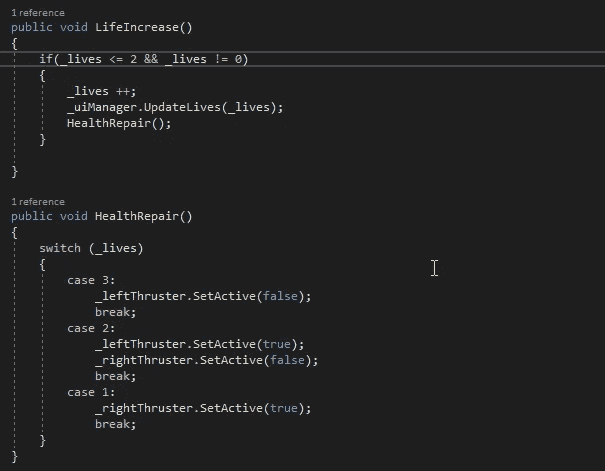 1 reference
public void LifeIncrease()
{
if(_lives <= 2 && _lives != 0)
{
_lives ++;
_uiManager.UpdateLives(_lives);
HealthRepair();
}
}
1 reference
public void HealthRepair()
{
switch (_lives)
{
case 3:
_leftThruster.SetActive(false);
break;
case 2:
_leftThruster.SetActive(true);
_rightThruster.SetActive(false);
break;
case 1:
_rightThruster.SetActive(true);
break;
}
}